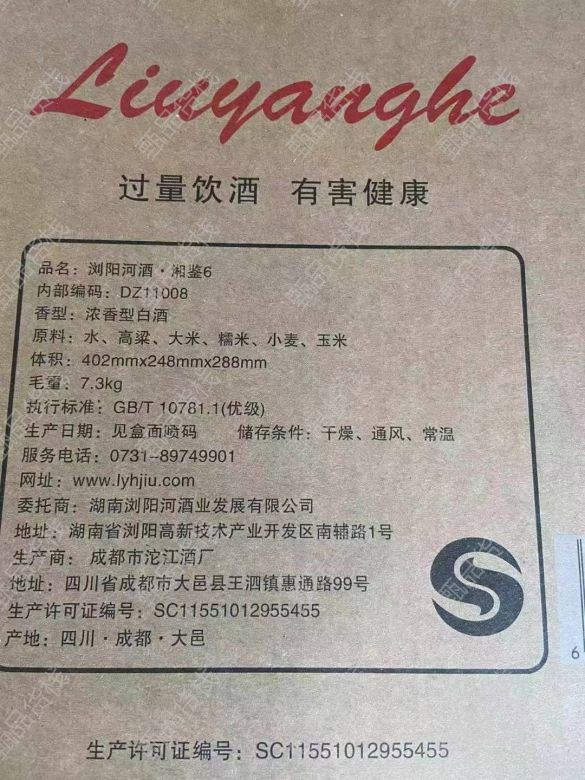 Liuyanghe
过量饮酒 有害健康
品名：浏阳河酒·湘鉴6
内部编码：DZ11008
香型：浓香型白酒
原料：水、高粱、大米、糯米、小麦、玉米
体积：402mmx248mmx288mm
毛重：7.3kg
执行标准：GB/T 10781.1(优级)
生产日期：见盒面喷码 储存条件：干燥、通风、常温
服务电话：0731-89749901
网址：www.lyhjiu.com
委托商：湖南浏阳河酒业发展有限公司
地址：湖南省浏阳高新技术产业开发区南辅路1号
生产商：成都市沱江酒厂
地址：四川省成都市大邑县王泗镇惠通路99号
生产许可证编号：SC11551012955455
产地：四川·成都·大邑
6
生产许可证编号：SC11551012955455